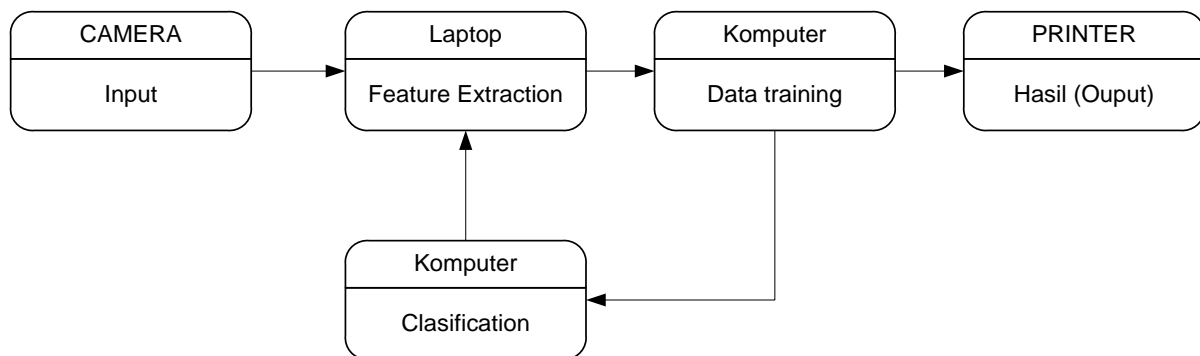 CAMERA
Input
Laptop
Feature Extraction
Komputer
Data training
PRINTER
Hasil (Ouput)
Komputer
Clasification